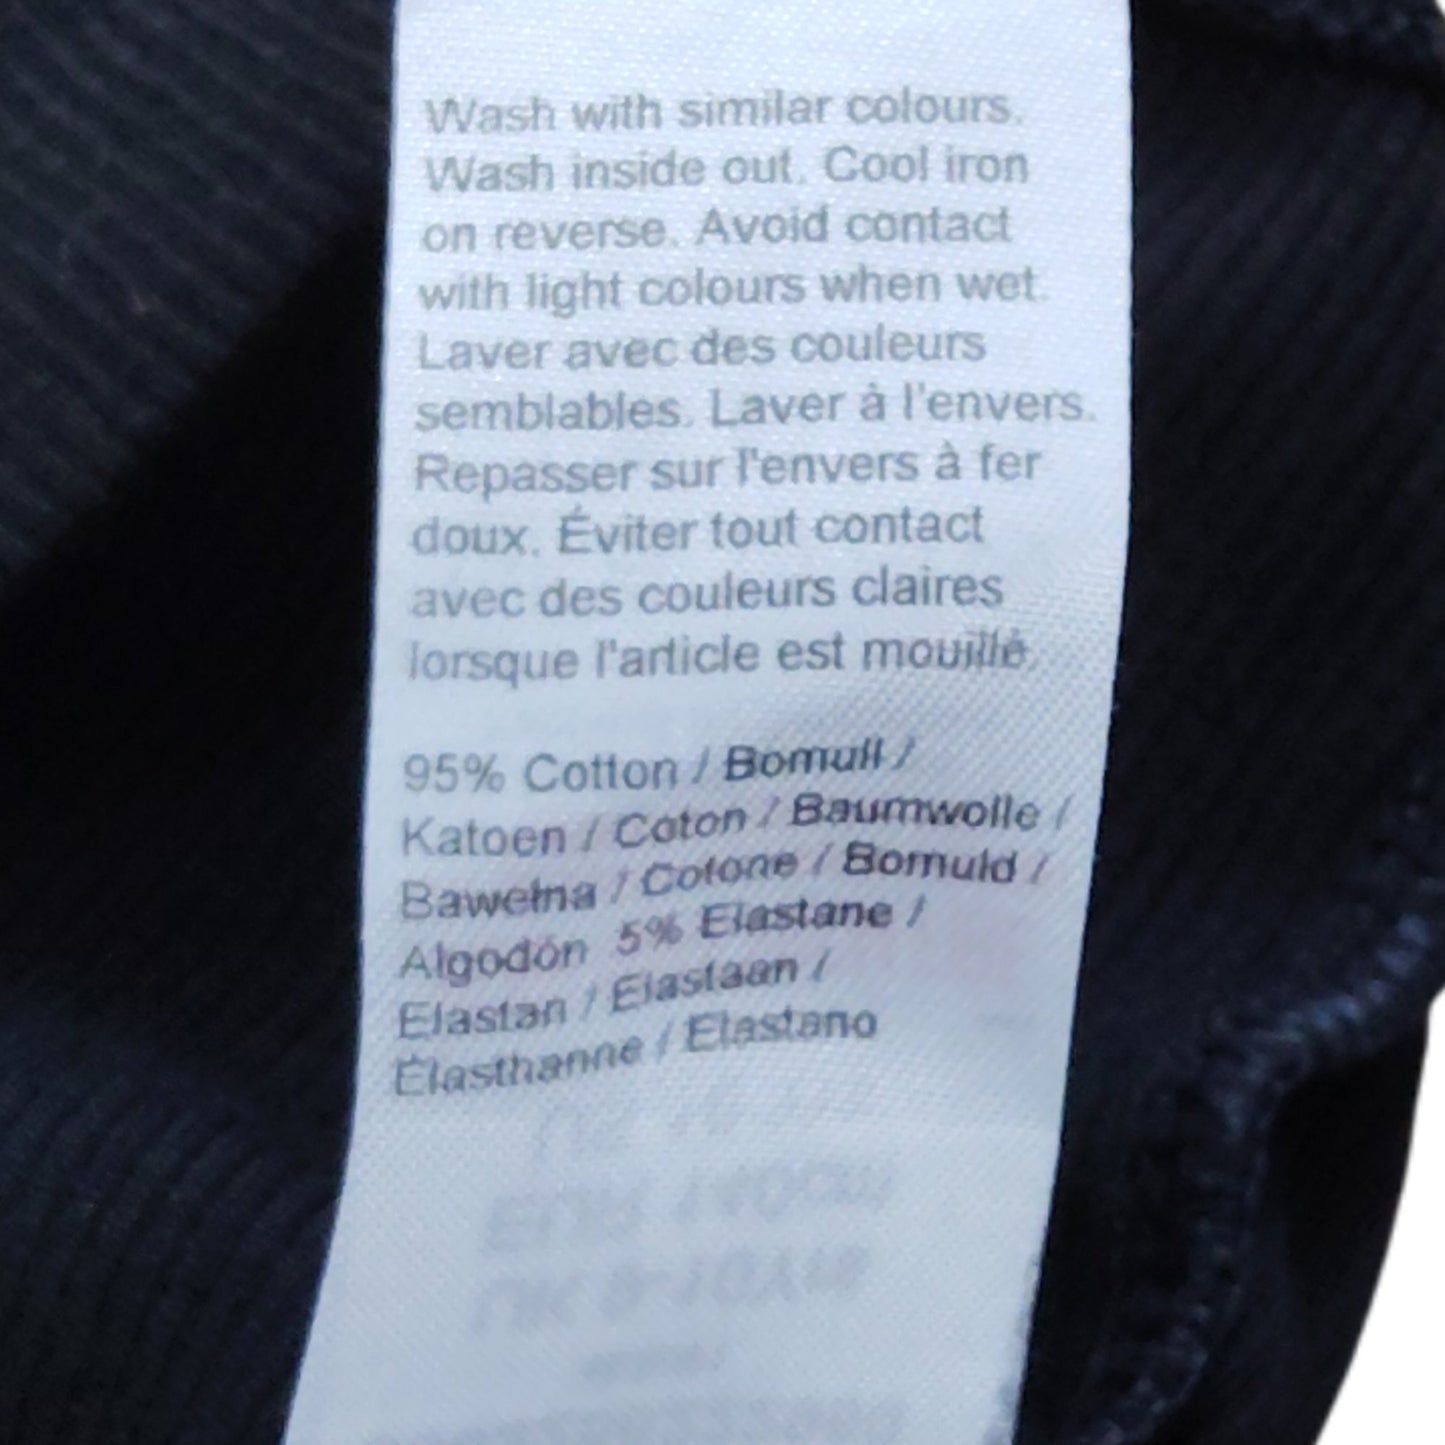 Wash with similar colours.
Wash inside out. Cool iron
on reverse. Avoid contact
with light colours when wet.
Laver avec des couleurs
semblables. Laver à l'envers.
Repasser sur l'envers à fer
doux. Éviter tout contact
avec des couleurs claires
lorsque l'article est mouillé.
95% Cotton / Bomull /
Katoen / Coton / Baumwolle /
Bawełna / Cotone / Bomuld /
Algodón 5% Elastane /
Elastan / Elastaan /
Élasthanne / Elastano